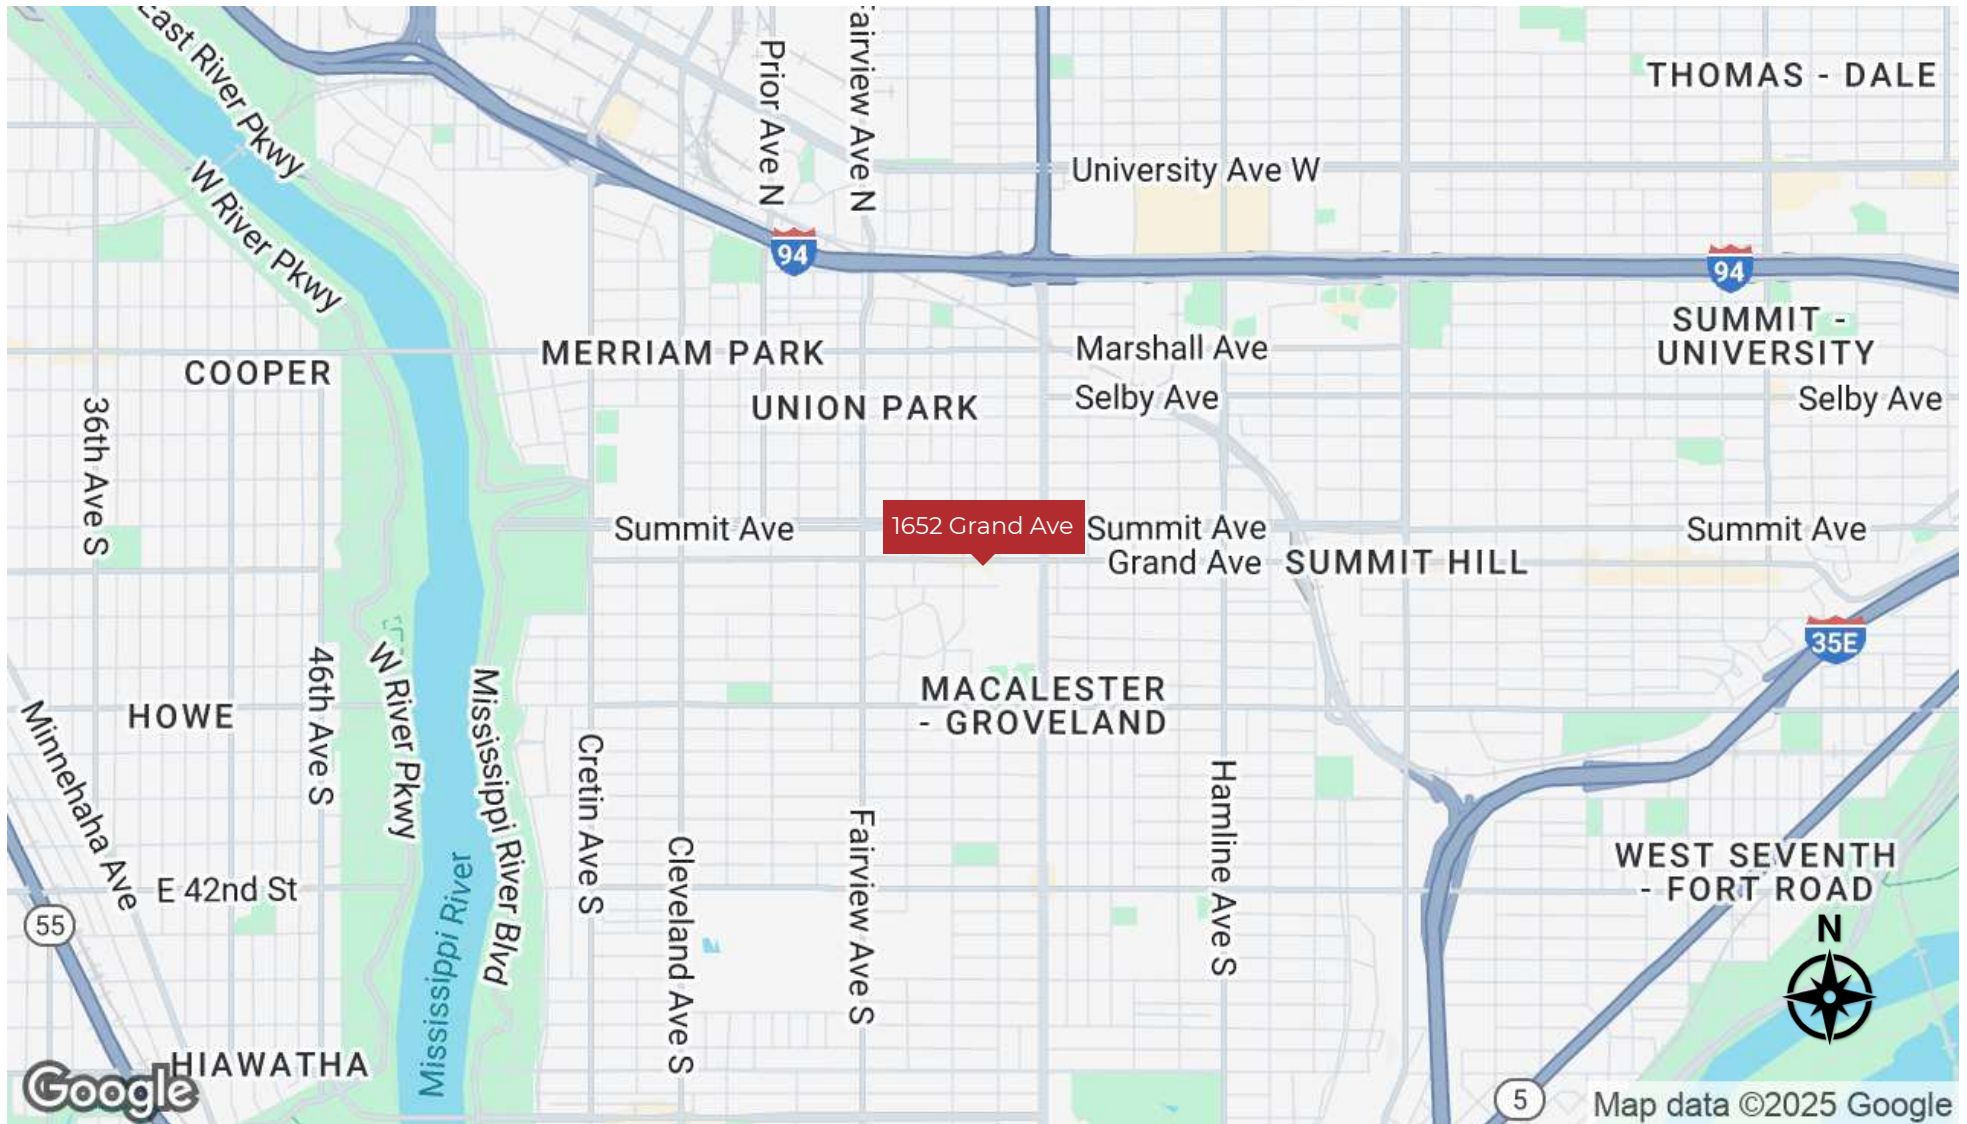 East River Pkwy
Prior Ave N
Fairview Ave N
THOMAS - DALE
University Ave W
W River Pkwy
94
94
SUMMIT -
UNIVERSITY
COOPER
MERRIAM PARK
Marshall Ave
UNION PARK
Selby Ave
Selby Ave
36th Ave S
1652 Grand Ave
Summit Ave
Summit Ave
Summit Ave
Grand Ave
SUMMIT HILL
35E
46th Ave S
W River Pkwy
Mississippi River Blvd
MACALESTER
- GROVELAND
HOWE
Minnehaha Ave
Cretin Ave S
Cleveland Ave S
Fairview Ave S
Hamline Ave S
WEST SEVENTH
- FORT ROAD
E 42nd St
55
N
Mississippi River
HIAWATHA
Google
5
Map data ©2025 Google